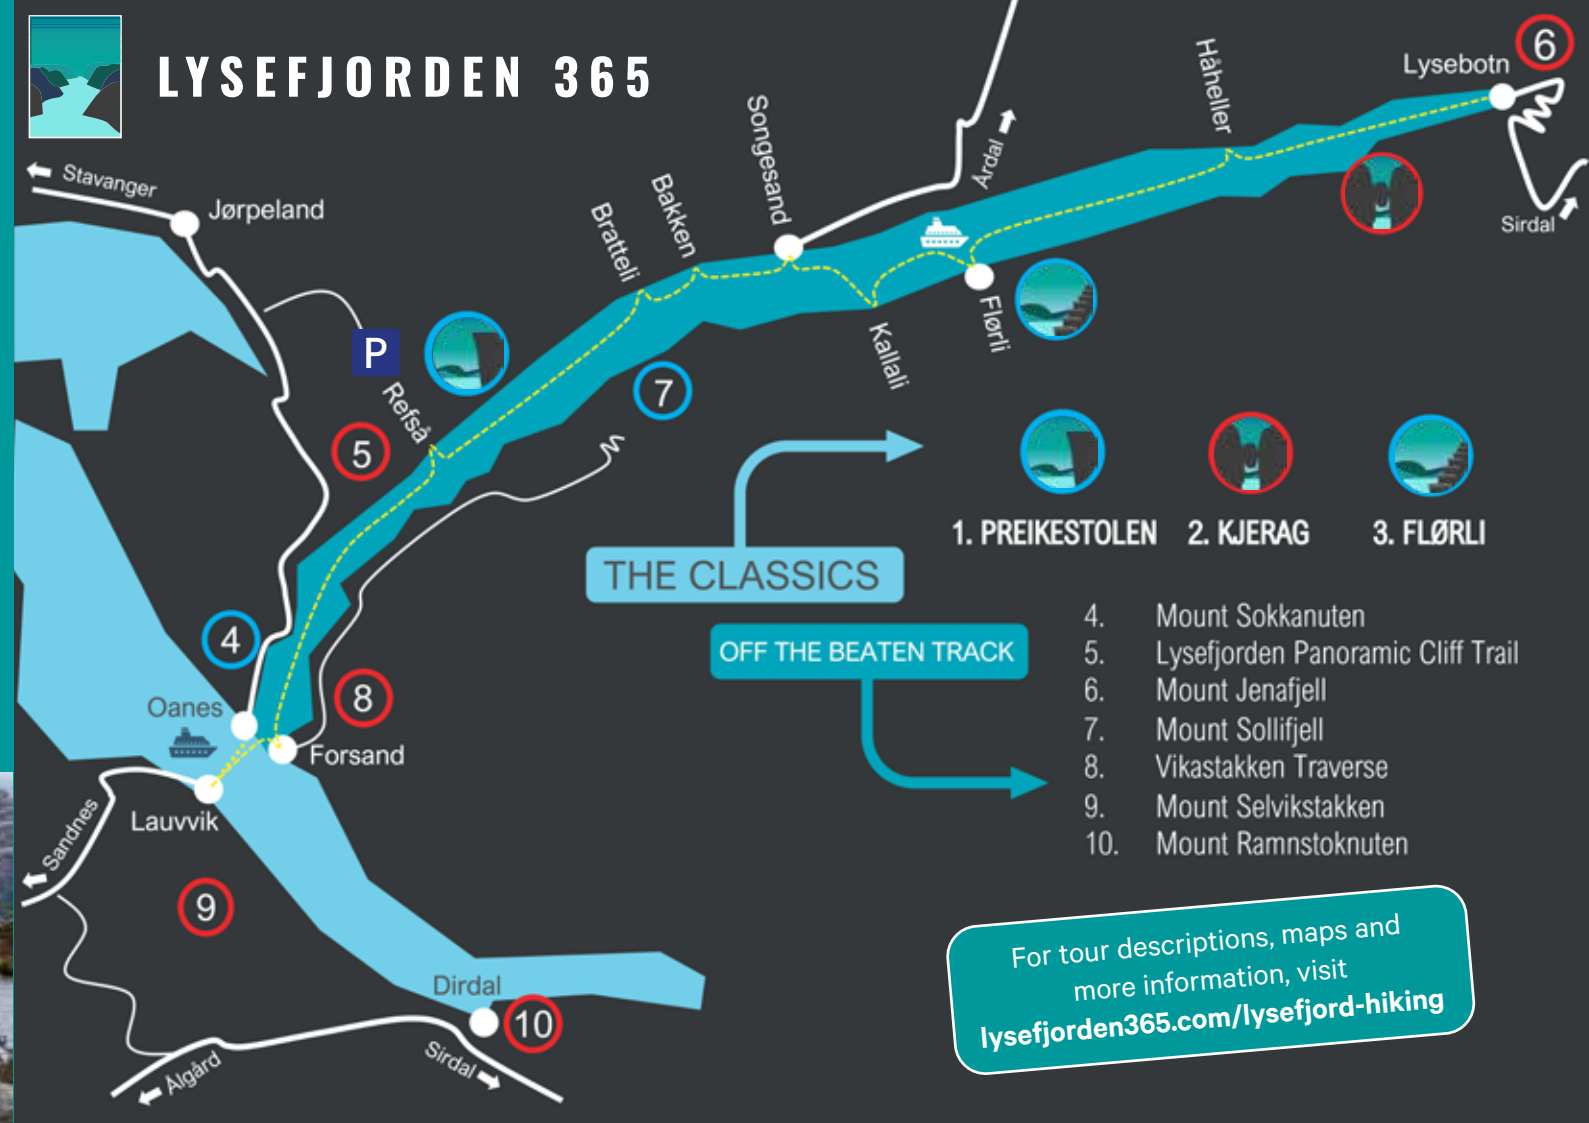 LYSEFJORDEN 365
Stavanger
Jørpeland
Songesand
Bakken
Bratteli
Årdal
Håheller
Lysebotn
6
Sirdal
P
Refså
5
7
Kallali
Flørli
4
Oanes
8
Forsand
Lauvvik
Sandnes
9
Dirdal
10
Ålgård
Sirdal
THE CLASSICS
1. PREIKESTOLEN
2. KJERAG
3. FLØRLI
OFF THE BEATEN TRACK
4. Mount Sokkanuten
5. Lysefjorden Panoramic Cliff Trail
6. Mount Jenafjell
7. Mount Sollifjell
8. Vikastakken Traverse
9. Mount Selvikstakken
10. Mount Ramnstoknuten
For tour descriptions, maps and
more information, visit
lysefjorden365.com/lysefjord-hiking